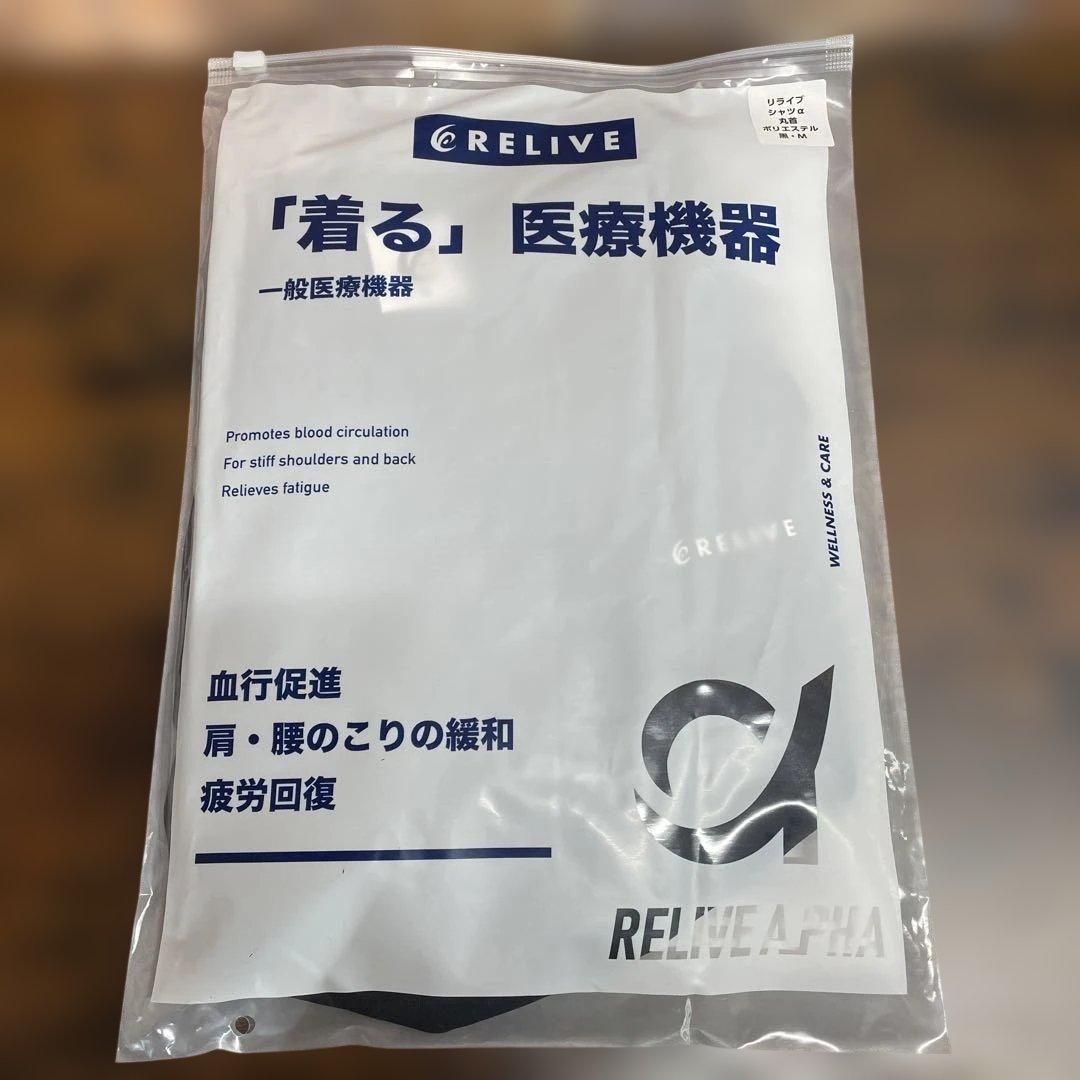 RELIVE
リライブ
シャツα
丸首
ポリエステル
黒・M
「着る」医療機器
一般医療機器
Promotes blood circulation
For stiff shoulders and back
Relieves fatigue
WELLNESS & CARE
RELIVE
血行促進
肩・腰のこりの緩和
疲労回復
α
RELIVE ALPHA